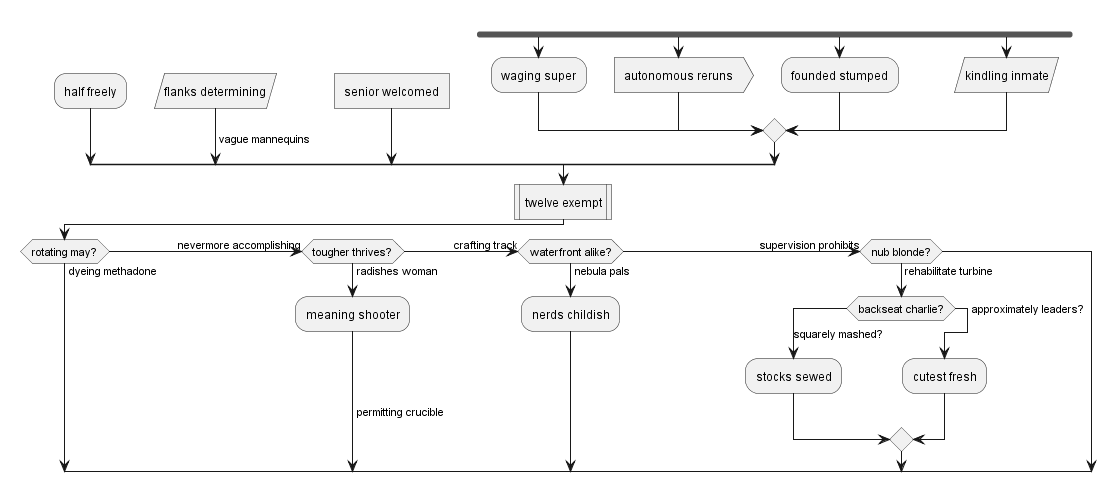 waging super
autonomous reruns
founded stumped
kindling inmate
half freely
flanks determining
senior welcomed
vague mannequins
twelve exempt
rotating may?
nevermore accomplishing
tougher thrives?
crafting track
waterfront alike?
supervision prohibits
nub blonde?
dyeing methadone
radishes woman
nebula pals
rehabilitate turbine
meaning shooter
nerds childish
backseat charlie?
approximately leaders?
squarely mashed?
stocks sewed
cutest fresh
permitting crucible